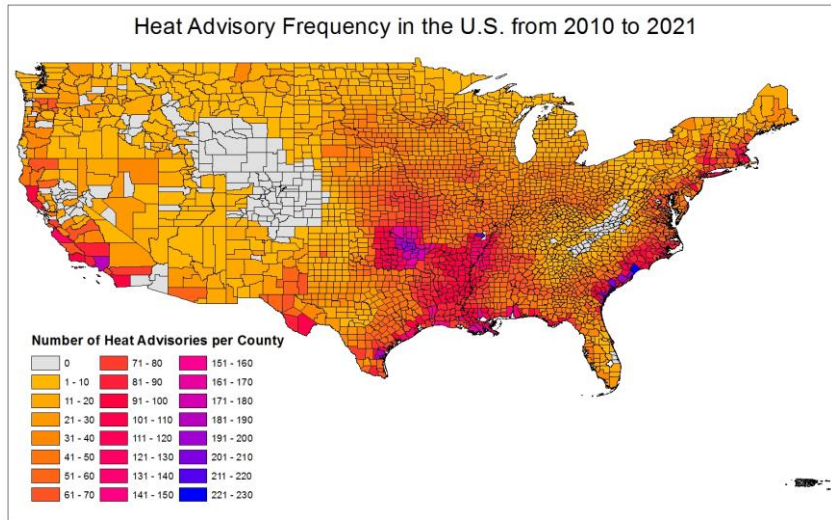 Heat Advisory Frequency in the U.S. from 2010 to 2021
Number of Heat Advisories per County
0
1 - 10
11 - 20
21 - 30
31 - 40
41 - 50
51 - 60
61 - 70
71 - 80
81 - 90
91 - 100
101 - 110
111 - 120
121 - 130
131 - 140
141 - 150
151 - 160
161 - 170
171 - 180
181 - 190
191 - 200
201 - 210
211 - 220
221 - 230